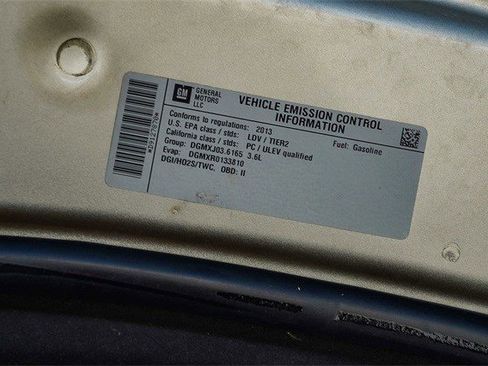 GM GENERAL
MOTORS
LLC
VEHICLE EMISSION CONTROL
INFORMATION
Conforms to regulations: 2013
U.S. EPA class / stds: LDV / TIER2
California class / stds: PC / ULEV qualified
Group: DGMXJ03.6165 3.6L
Evap: DGMXR0133810
DGI/HO2S/TWC, OBD: II
Fuel: Gasoline